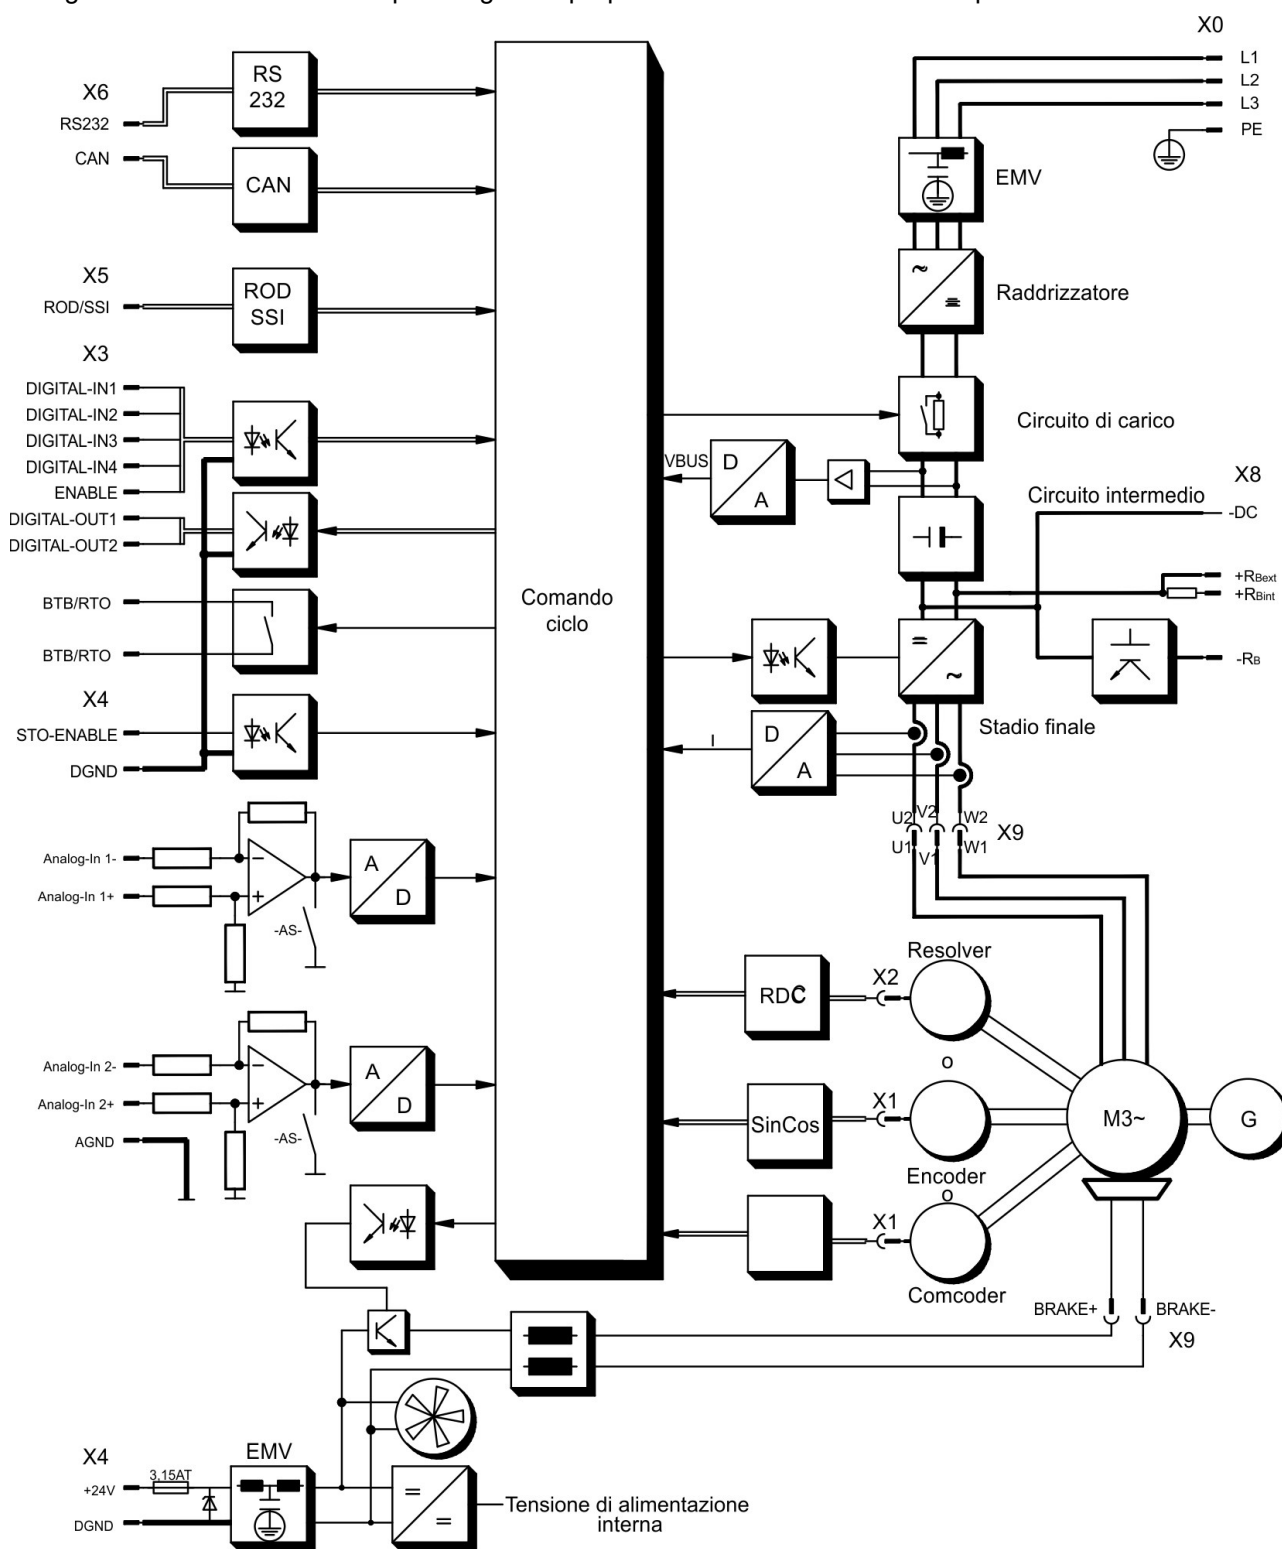 X0
L1
L2
L3
PE
X6
RS232
CAN
RS
232
CAN
EMV
X5
ROD/SSI
ROD
SSI
Raddrizzatore
X3
DIGITAL-IN1
DIGITAL-IN2
DIGITAL-IN3
DIGITAL-IN4
ENABLE
DIGITAL-OUT1
DIGITAL-OUT2
BTB/RTO
BTB/RTO
X4
STO-ENABLE
DGND
Comando
ciclo
Circuito di carico
VBUS
D
A
Circuito intermedio
X8
-DC
+RBext
+RBint
-RB
Stadio finale
I
D
A
U2
V2
W2
X9
U1
V1
W1
Analog-In 1-
Analog-In 1+
-AS-
A
D
Resolver
RDC
X2
o
Analog-In 2-
Analog-In 2+
AGND
-AS-
A
D
SinCos
X1
Encoder
o
M3~
G
X1
Comcoder
BRAKE+
BRAKE-
X9
X4
+24V
3,15AT
DGND
EMV
Tensione di alimentazione
interna